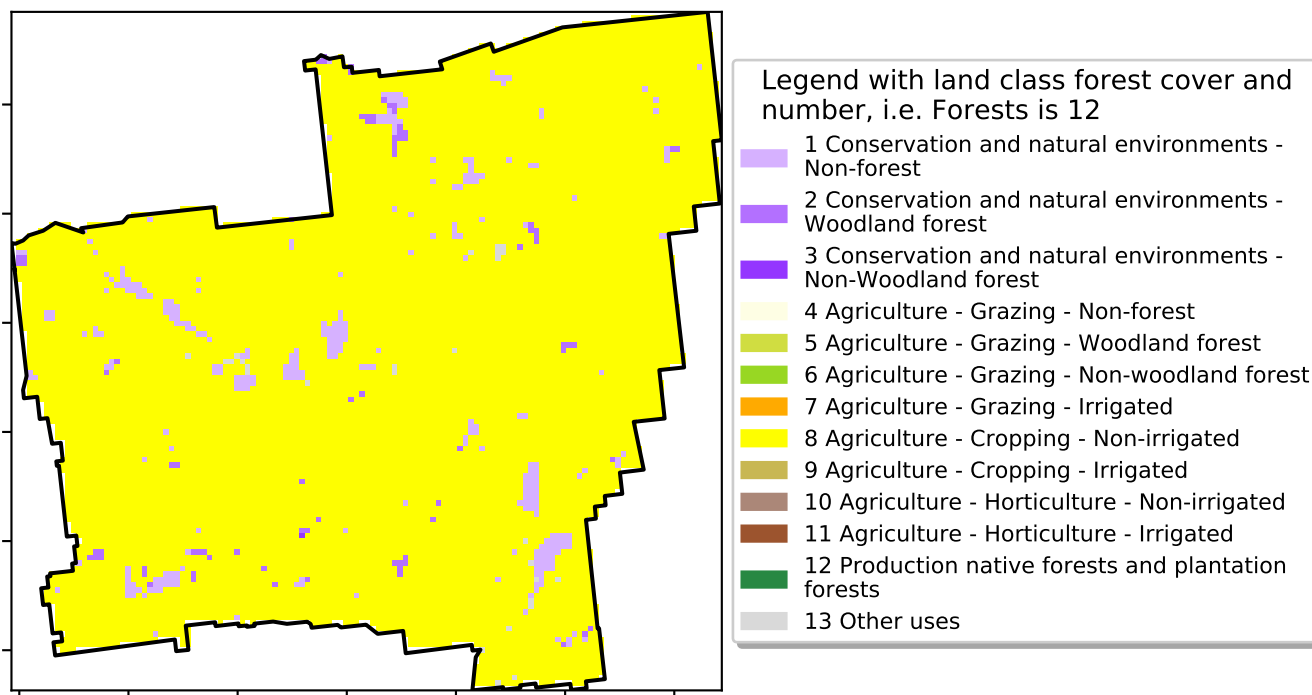 Legend with land class forest cover and
number, i.e. Forests is 12
1 Conservation and natural environments -
Non-forest
2 Conservation and natural environments -
Woodland forest
3 Conservation and natural environments -
Non-Woodland forest
4 Agriculture - Grazing - Non-forest
5 Agriculture - Grazing - Woodland forest
6 Agriculture - Grazing - Non-woodland forest
7 Agriculture - Grazing - Irrigated
8 Agriculture - Cropping - Non-irrigated
9 Agriculture - Cropping - Irrigated
10 Agriculture - Horticulture - Non-irrigated
11 Agriculture - Horticulture - Irrigated
12 Production native forests and plantation
forests
13 Other uses